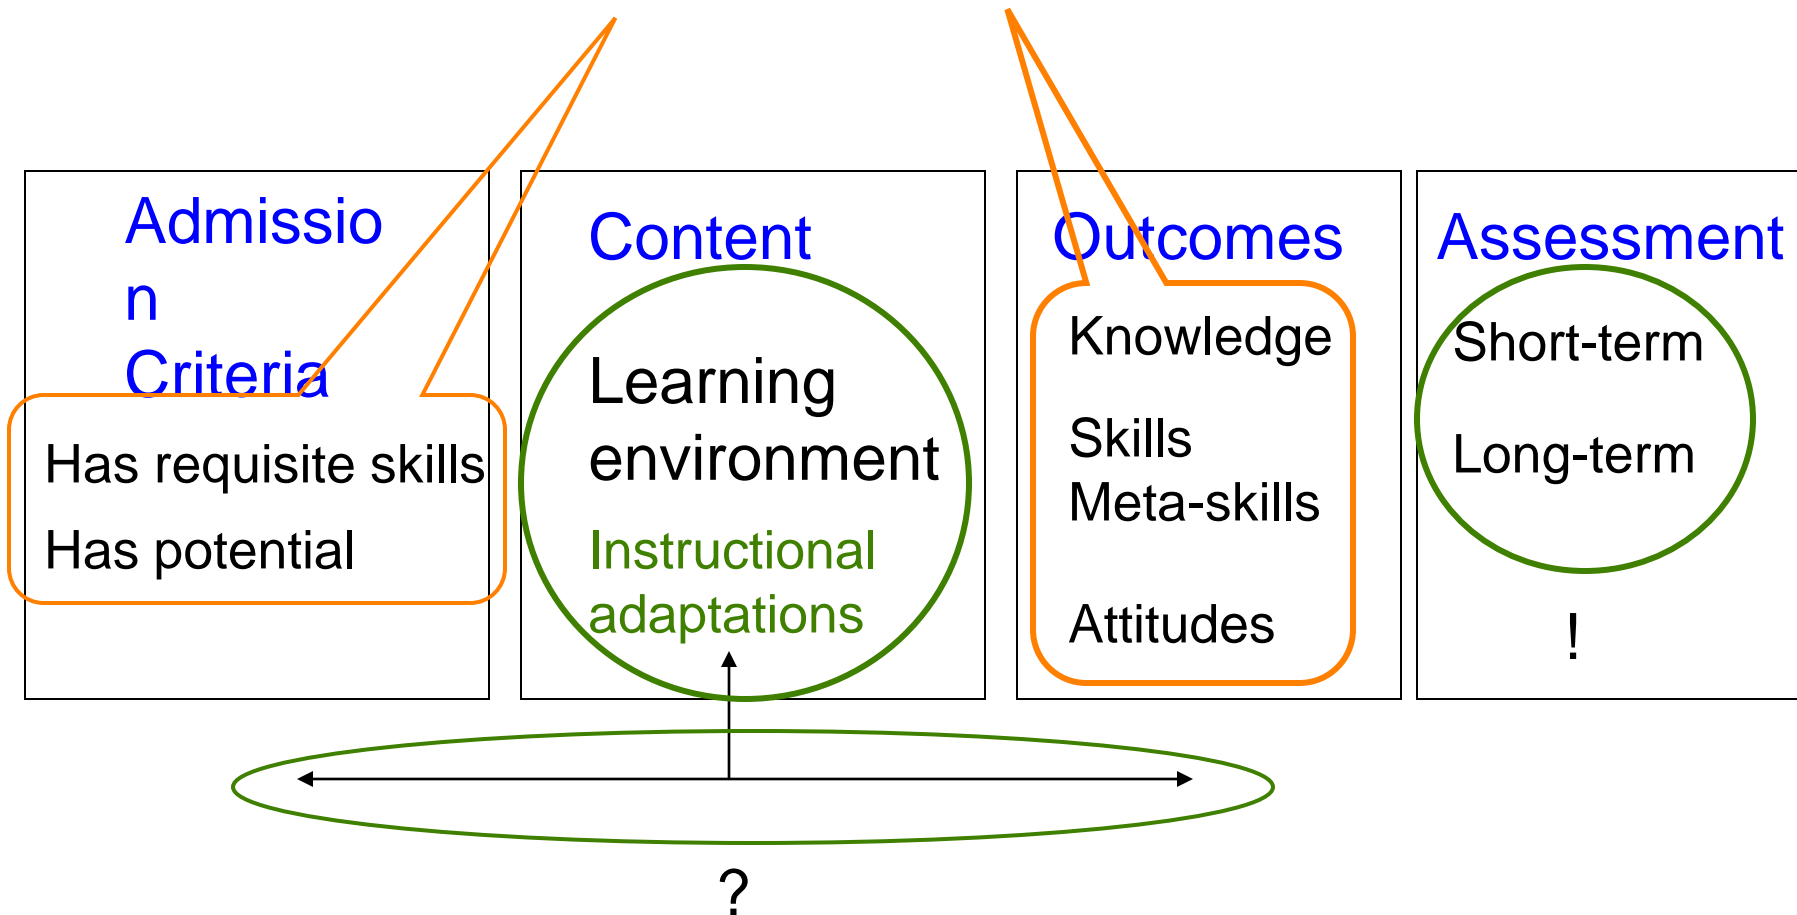 Admissio
n
Criteria
Has requisite skills
Has potential
Content
Learning
environment
Instructional
adaptations
Outcomes
Knowledge
Skills
Meta-skills
Attitudes
Assessment
Short-term
Long-term
!
?